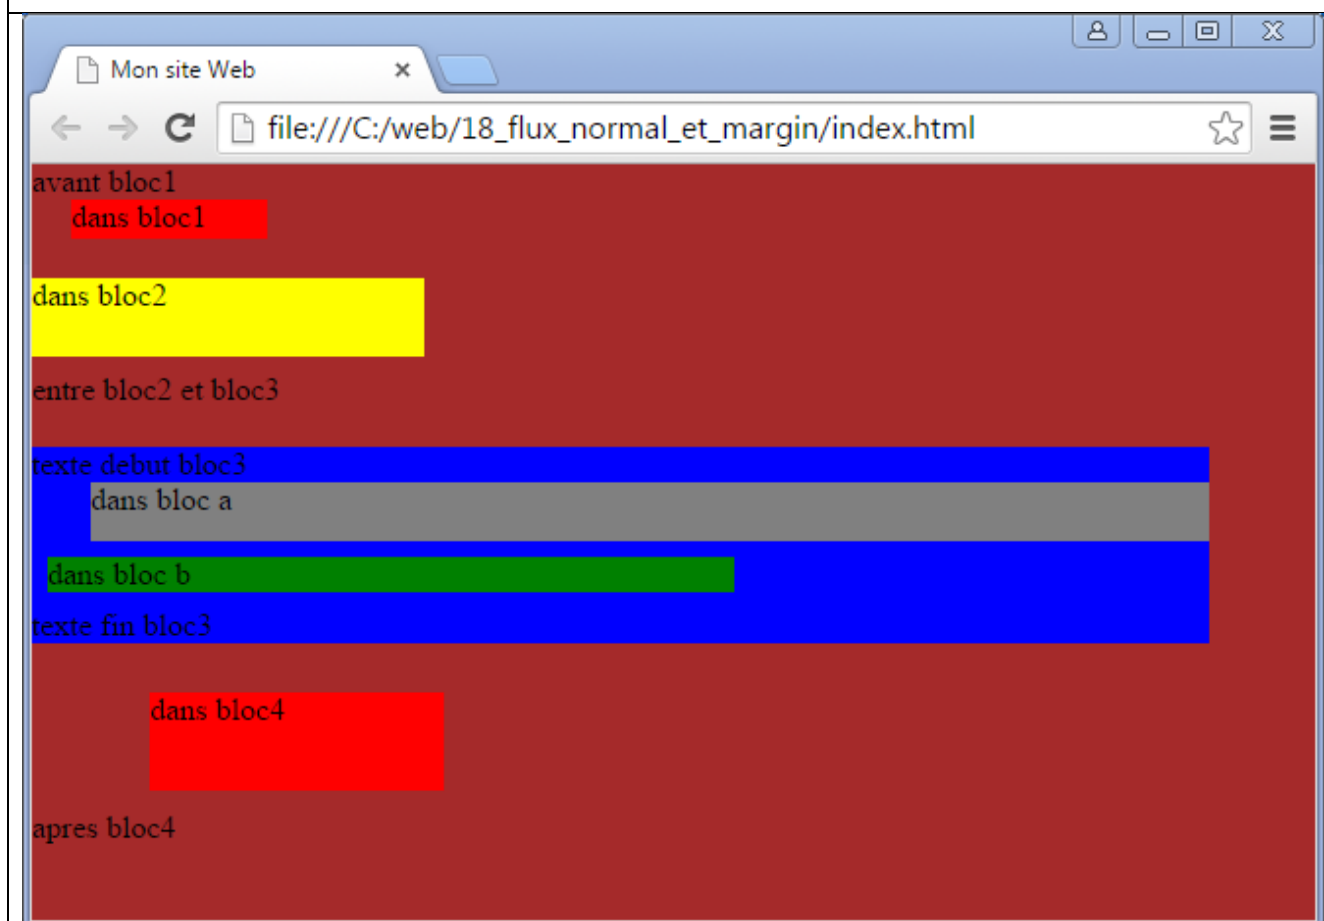 Mon site Web
file:///C:/web/18_flux_normal_et_margin/index.html
avant bloc1
dans bloc1
dans bloc2
entre bloc2 et bloc3
texte debut bloc3
dans bloc a
dans bloc b
texte fin bloc3
dans bloc4
apres bloc4